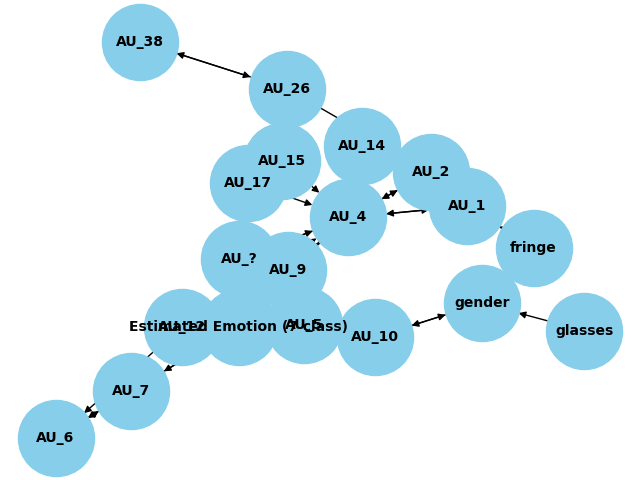 AU_38
AU_26
AU_14
AU_15
AU_2
AU_17
AU_1
AU_4
fringe
AU_?
AU_9
gender
AU_12
Estimated Emotion (7 class)
AU_5
glasses
AU_10
AU_7
AU_6